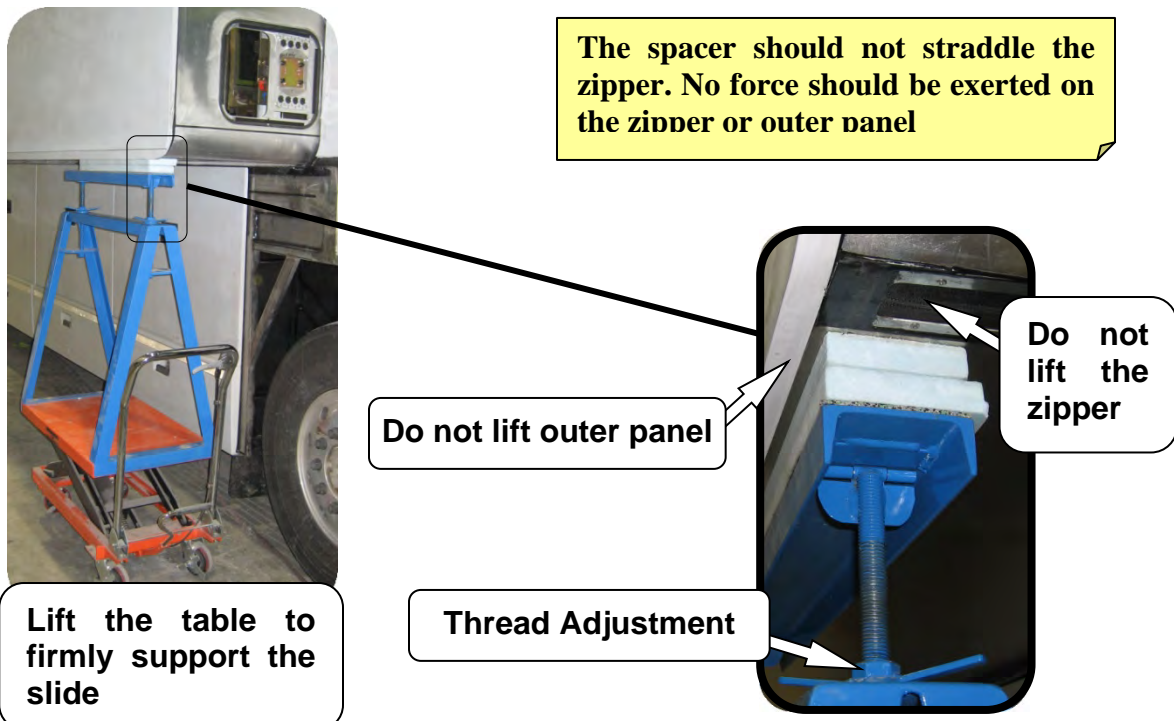 The spacer should not straddle the
zipper. No force should be exerted on
the zipper or outer panel
Do not
lift the
zipper
Do not lift outer panel
Thread Adjustment
Lift the table to
firmly support the
slide